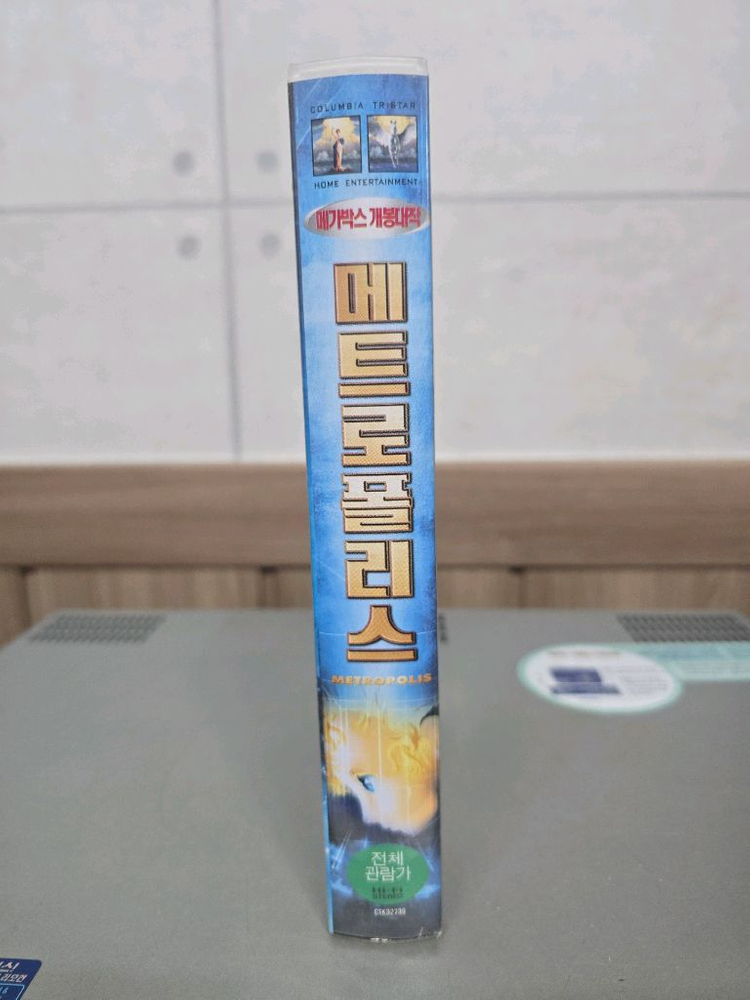 COLUMBIA TRISTAR
HOME ENTERTAINMENT
메가박스 개봉대작
메트로폴리스
METROPOLIS
전체
관람가